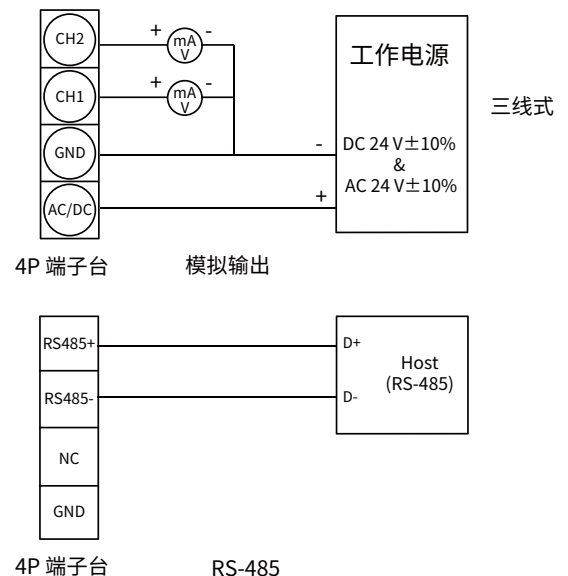 CH2
CH1
GND
AC/DC
+
-
mA
V
+
-
mA
V
-
+
工作电源
DC 24 V±10%
&
AC 24 V±10%
三线式
4P 端子台
模拟输出
RS485+
RS485-
NC
GND
D+
D-
Host
(RS-485)
4P 端子台
RS-485